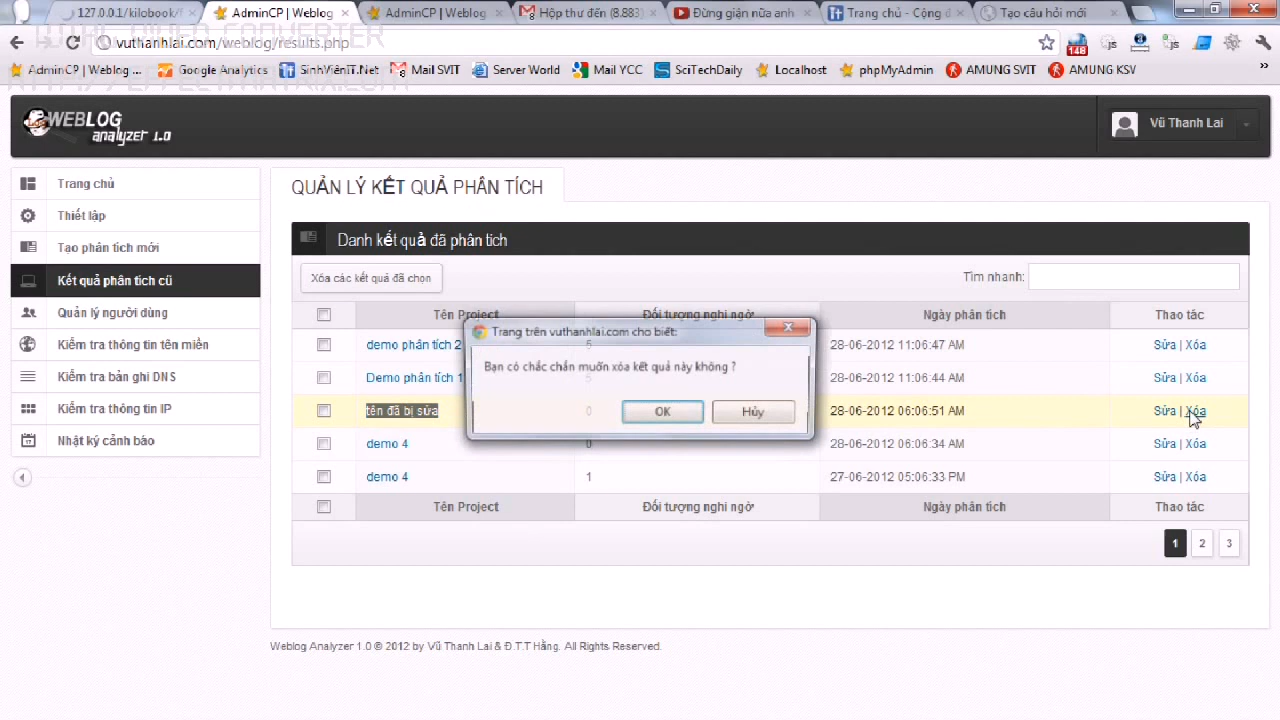 127.0.0.1/kilobook/
AdminCP | Weblog
AdminCP | Weblog
Hộp thư đến (8.883)
Đừng giận nữa anh
Trang chủ - Cộng đ
Tạo câu hỏi mới
vuthanhlai.com/weblog/results.php
148
AdminCP | Weblog ...
Google Analytics
SinhViênIT.Net
Mail SVIT
Server World
Mail YCC
SciTechDaily
Localhost
phpMyAdmin
AMUNG SVIT
AMUNG KSV
WEBLOG
analyzer 1.0
Vũ Thanh Lai
Trang chủ
Thiết lập
Tạo phân tích mới
Kết quả phân tích cũ
Quản lý người dùng
Kiểm tra thông tin tên miền
Kiểm tra bản ghi DNS
Kiểm tra thông tin IP
Nhật ký cảnh báo
QUẢN LÝ KẾT QUẢ PHÂN TÍCH
Danh kết quả đã phân tích
Xóa các kết quả đã chọn
Tìm nhanh:
Tên Project
Đối tượng nghi ngờ
Ngày phân tích
Thao tác
demo phân tích 2
5
28-06-2012 11:06:47 AM
Sửa | Xóa
Demo phân tích 1
5
28-06-2012 11:06:44 AM
Sửa | Xóa
tên đã bị sửa
0
28-06-2012 06:06:51 AM
Sửa | Xóa
demo 4
0
28-06-2012 06:06:34 AM
Sửa | Xóa
demo 4
1
27-06-2012 05:06:33 PM
Sửa | Xóa
Tên Project
Đối tượng nghi ngờ
Ngày phân tích
Thao tác
1 2 3
Trang trên vuthanhlai.com cho biết:
Bạn có chắc chắn muốn xóa kết quả này không ?
OK
Hủy
Weblog Analyzer 1.0 © 2012 by Vũ Thanh Lai & Đ.T.T Hằng. All Rights Reserved.